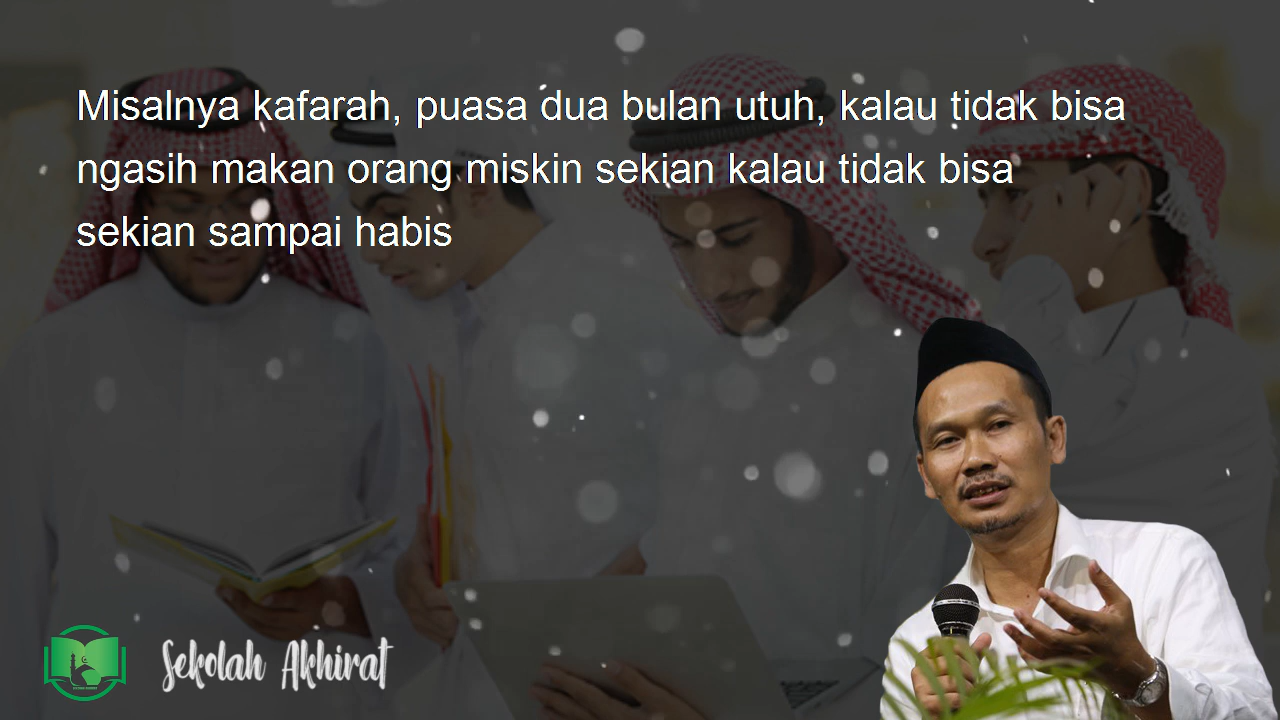 Misalnya kafarah, puasa dua bulan utuh, kalau tidak bisa
ngasih makan orang miskin sekian kalau tidak bisa
sekian sampai habis
Sekolah Akhirat